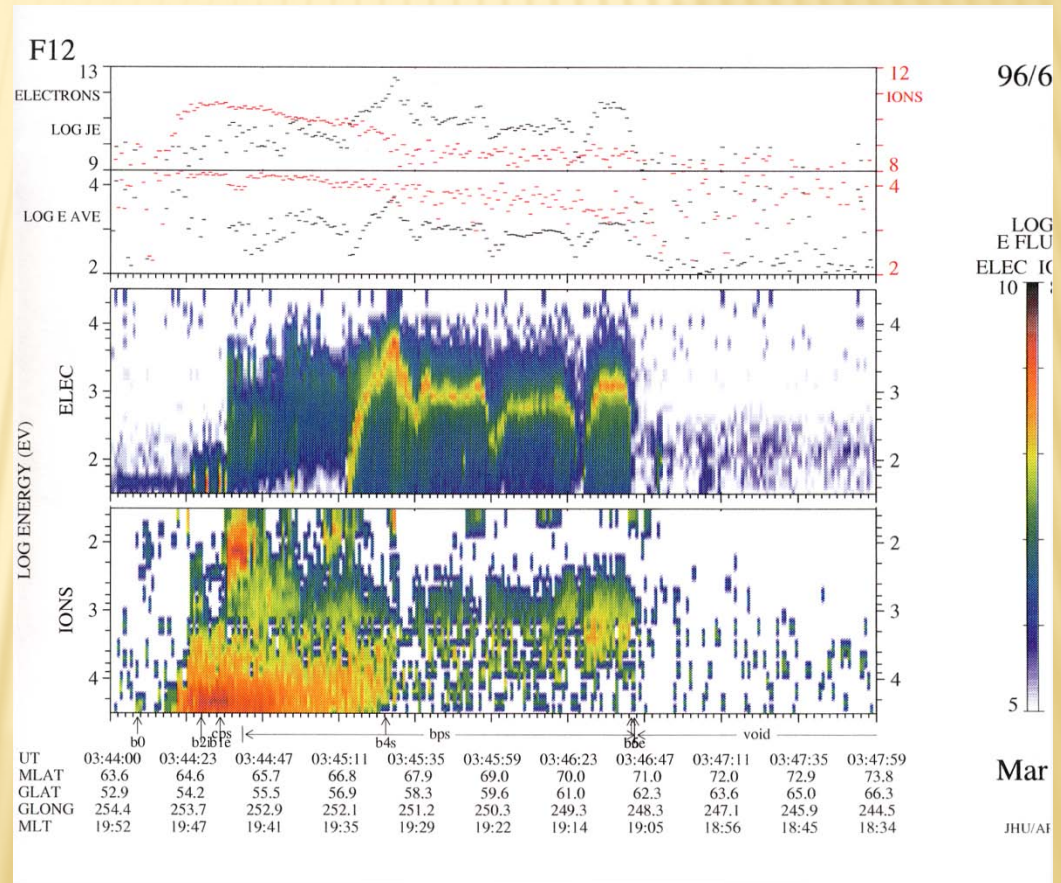 F12
13
ELECTRONS
LOG JE
9
12
IONS
8
4
LOG E AVE
2
4
2
96/6
LOG
E FLU
ELEC IO
10
5
LOG ENERGY (EV)
ELEC
4
3
2
4
3
2
IONS
2
3
4
2
3
4
b0 b2i b1e cps b4s bps void
UT 03:44:00 03:44:23 03:44:47 03:45:11 03:45:35 03:45:59 03:46:23 03:46:47 03:47:11 03:47:35 03:47:59
MLAT 63.6 64.6 65.7 66.8 67.9 69.0 70.0 71.0 72.0 72.9 73.8
GLAT 52.9 54.2 55.5 56.9 58.3 59.6 61.0 62.3 63.6 65.0 66.3
GLONG 254.4 253.7 252.9 252.1 251.2 250.3 249.3 248.3 247.1 245.9 244.5
MLT 19:52 19:47 19:41 19:35 19:29 19:22 19:14 19:05 18:56 18:45 18:34
Mar